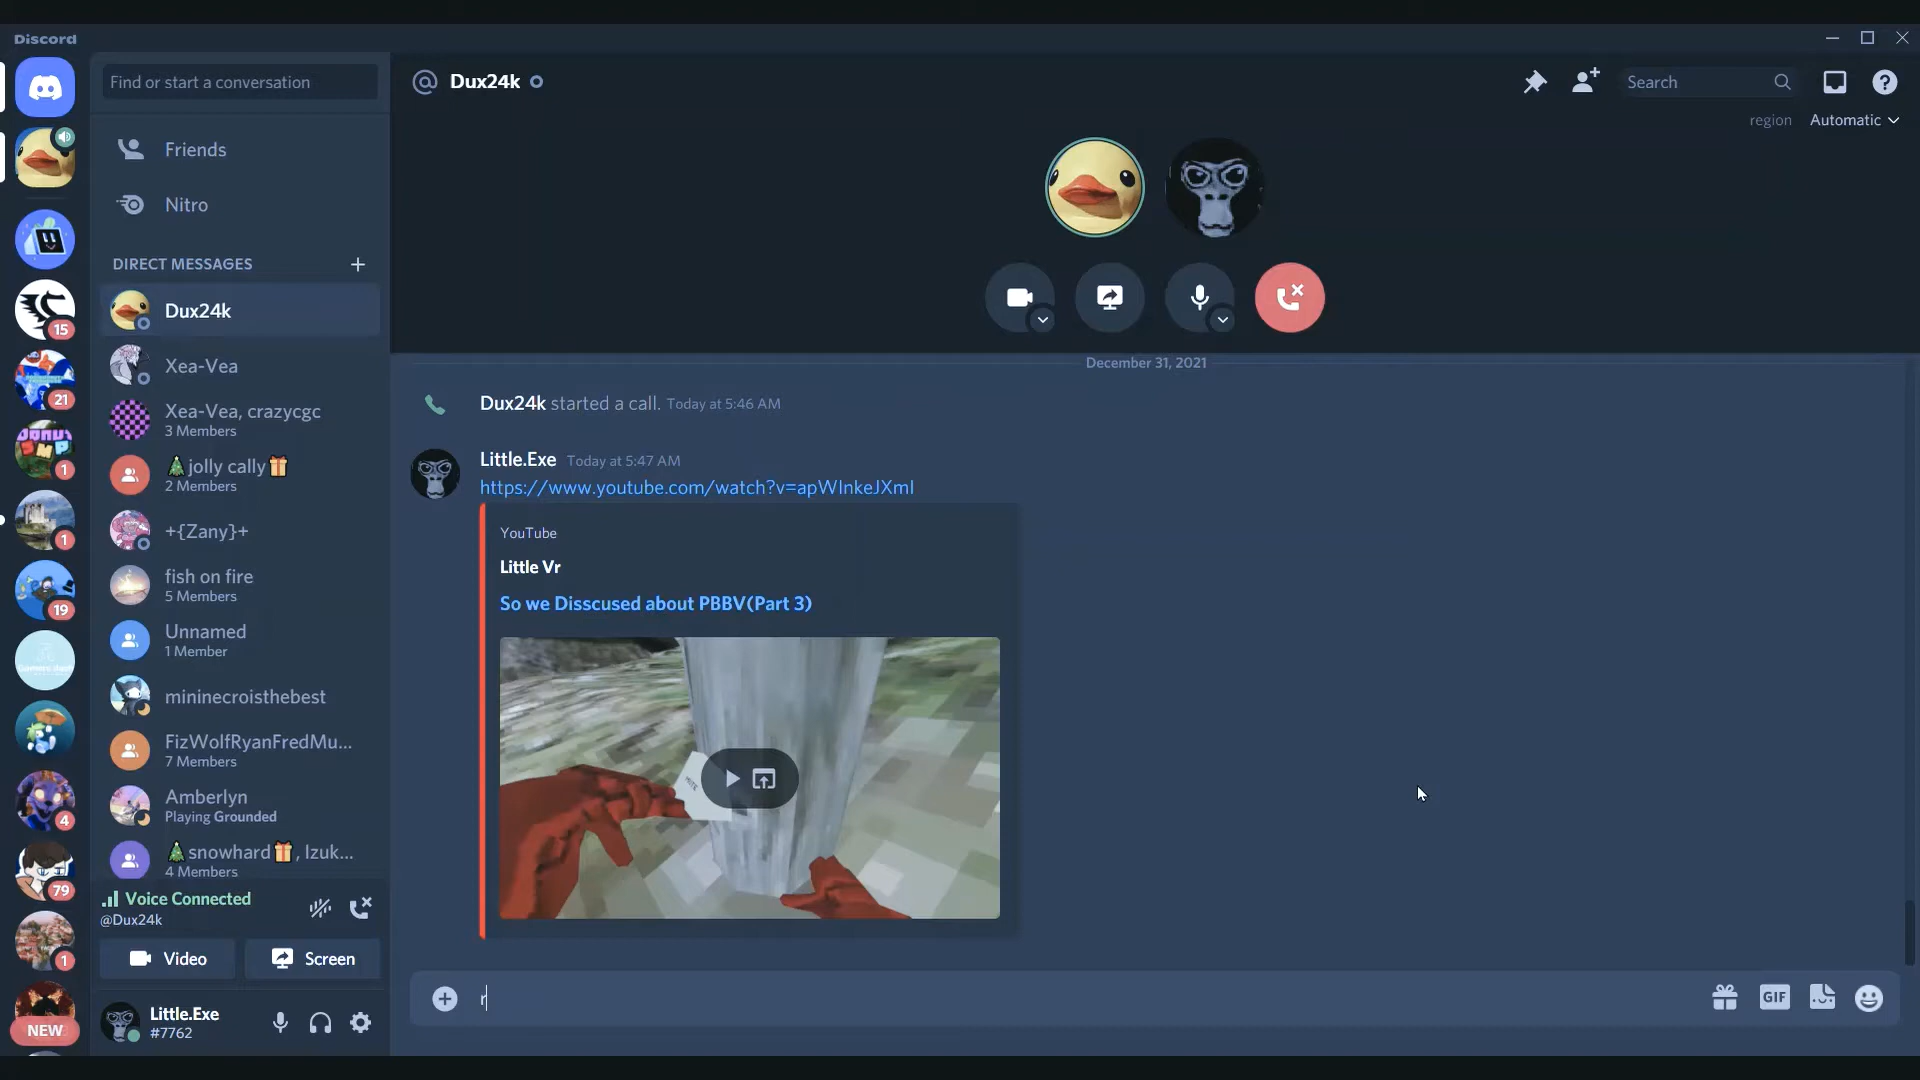 Discord
Find or start a conversation
Friends
Nitro
DIRECT MESSAGES
Dux24k
Xea-Vea
Xea-Vea, crazycgc
3 Members
🎄jolly cally🎁
2 Members
+{Zany}+
fish on fire
5 Members
Unnamed
1 Member
mininecroisthebest
FizWolfRyanFredMu...
7 Members
Amberlyn
Playing Grounded
🎄snowhard🎁, lzuk...
4 Members
Voice Connected
@Dux24k
Video
Screen
Little.Exe
#7762
15
21
DONUT
SMP
1
1
19
4
79
1
NEW
Dux24k
Search
region Automatic
December 31, 2021
Dux24k started a call. Today at 5:46 AM
Little.Exe Today at 5:47 AM
https://www.youtube.com/watch?v=apWlnkeJXmI
YouTube
Little Vr
So we Disscused about PBBV(Part 3)
r
GIF